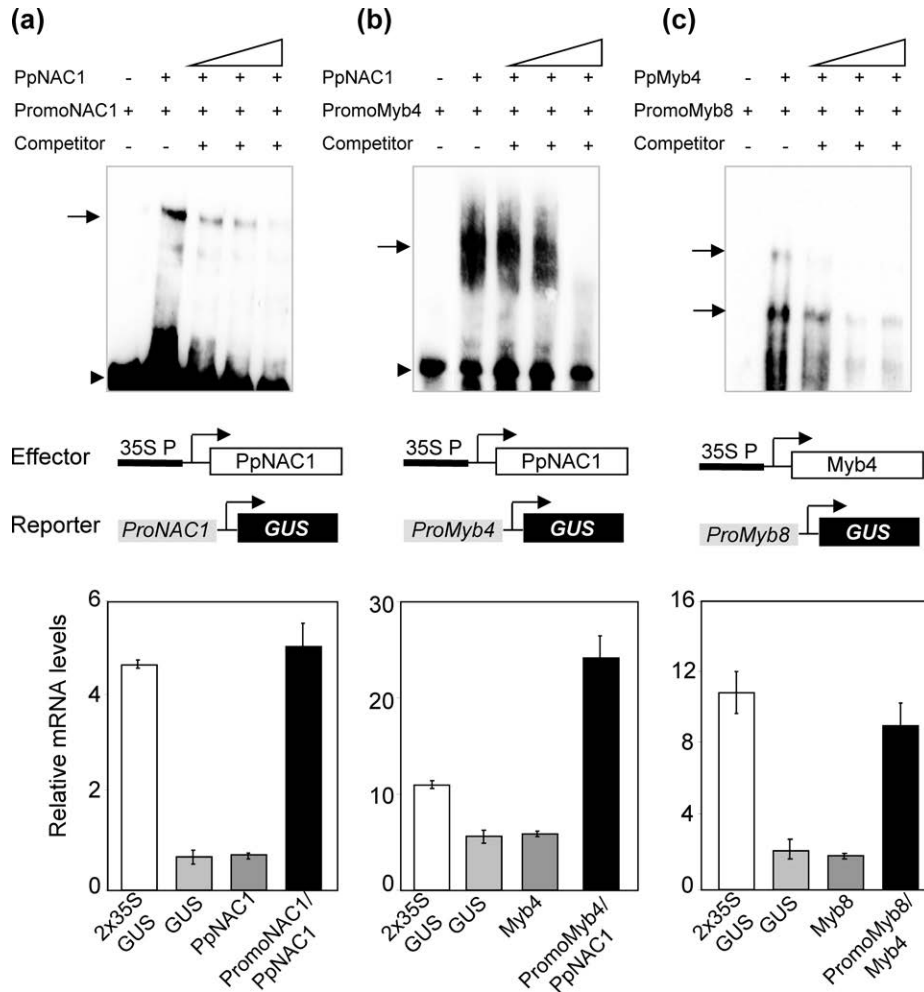 (a) (b) (c)
PpNAC1 - + + + + PpNAC1 - + + + + PpMyb4 - + + + +
PromoNAC1 + + + + + PromoMyb4 + + + + + PromoMyb8 + + + + +
Competitor - - + + + Competitor - - + + + Competitor - - + + +
35S P 35S P 35S P
Effector PpNAC1 PpNAC1 Myb4
Reporter ProNAC1 GUS ProMyb4 GUS ProMyb8 GUS
Relative mRNA levels
6
4
2
0
2x35S
GUS
GUS
PpNAC1
PromoNAC1/
PpNAC1
30
20
10
0
2x35S
GUS
GUS
Myb4
PromoMyb4/
PpNAC1
16
12
8
4
0
2x35S
GUS
GUS
Myb8
PromoMyb8/
Myb4